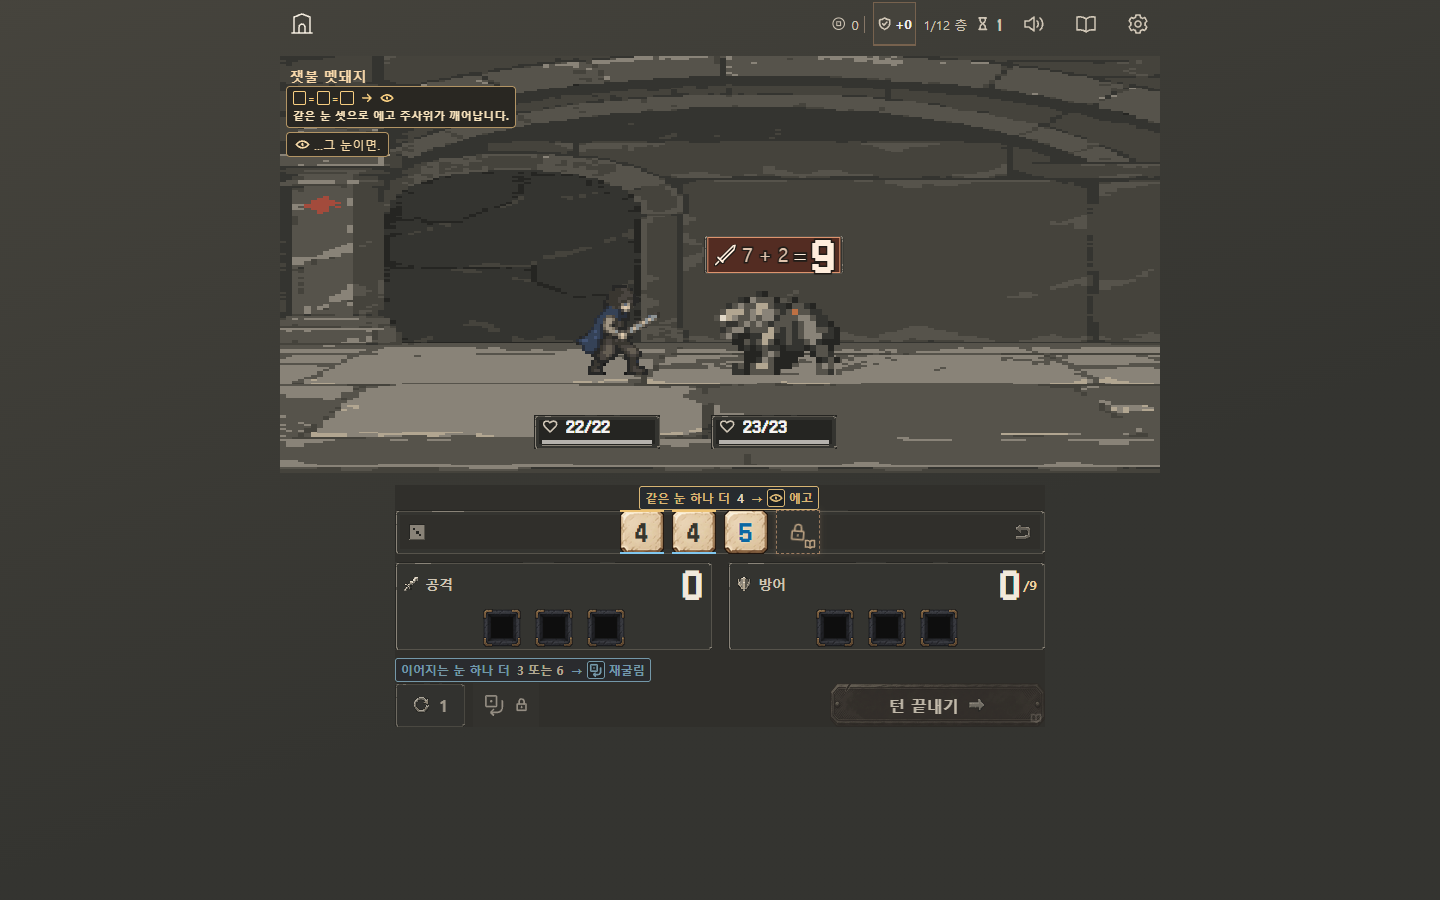 0
+0
1/12 층
1
잿불 멧돼지
같은 눈 셋으로 에고 주사위가 깨어납니다.
...그 눈이면.
7 + 2 = 9
22/22
23/23
같은 눈 하나 더 4 → 에고
4 4 5
공격 0
방어 0/9
이어지는 눈 하나 더 3 또는 6 → 재굴림
1
턴 끝내기